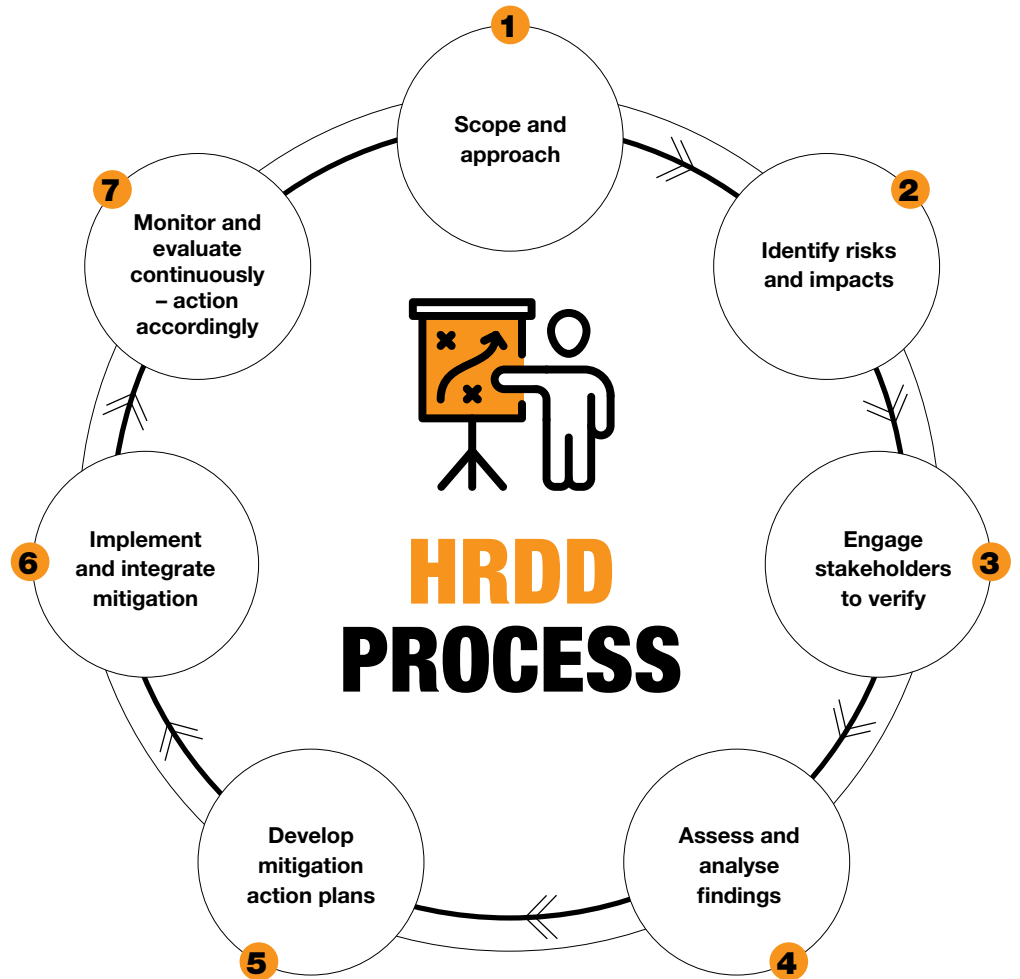 1
Scope and
approach
2
Identify risks
and impacts
3
Engage
stakeholders
to verify
4
Assess and
analyse
findings
5
Develop
mitigation
action plans
6
Implement
and integrate
mitigation
7
Monitor and
evaluate
continuously
– action
accordingly
HRDD
PROCESS